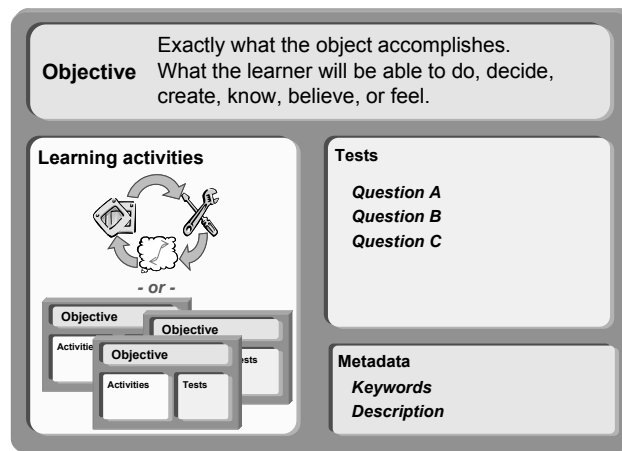 Objective
Exactly what the object accomplishes.
What the learner will be able to do, decide,
create, know, believe, or feel.
Learning activities
- or -
Objective
Objective
Objective
Activities
Tests
Tests
Question A
Question B
Question C
Metadata
Keywords
Description